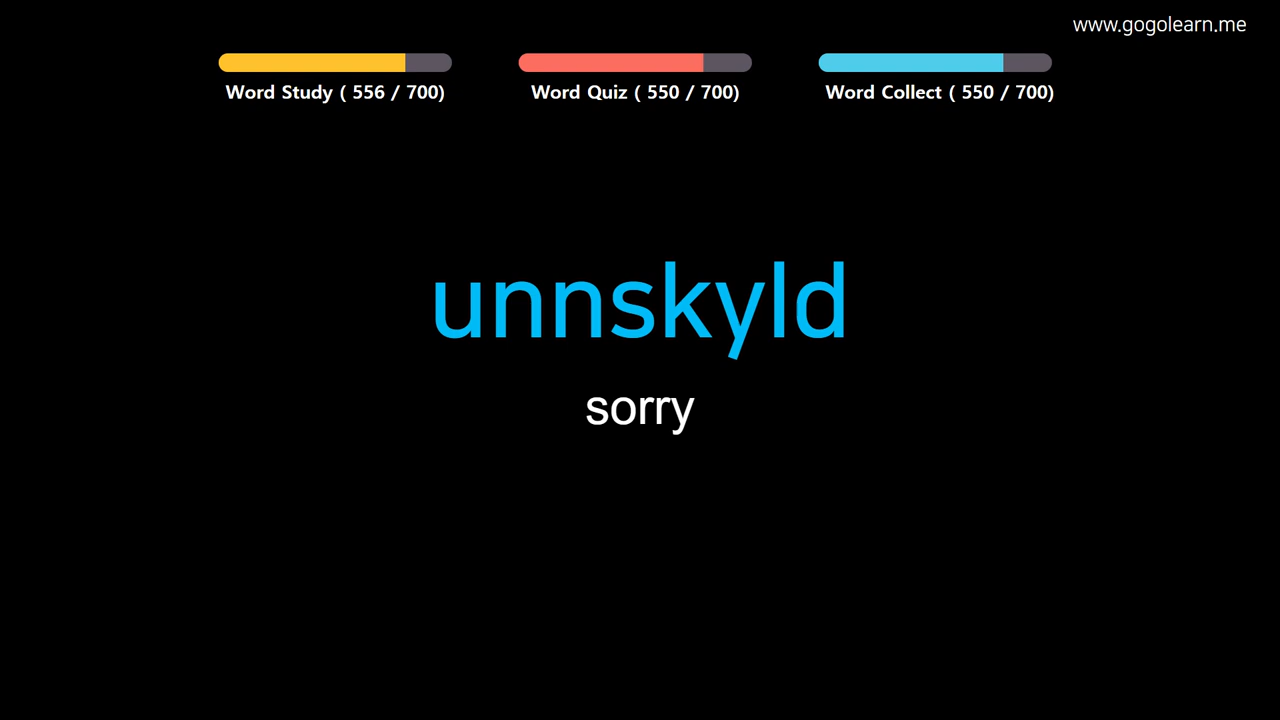 www.gogolearn.me
Word Study ( 556 / 700)
Word Quiz ( 550 / 700)
Word Collect ( 550 / 700)
unnskyld
sorry